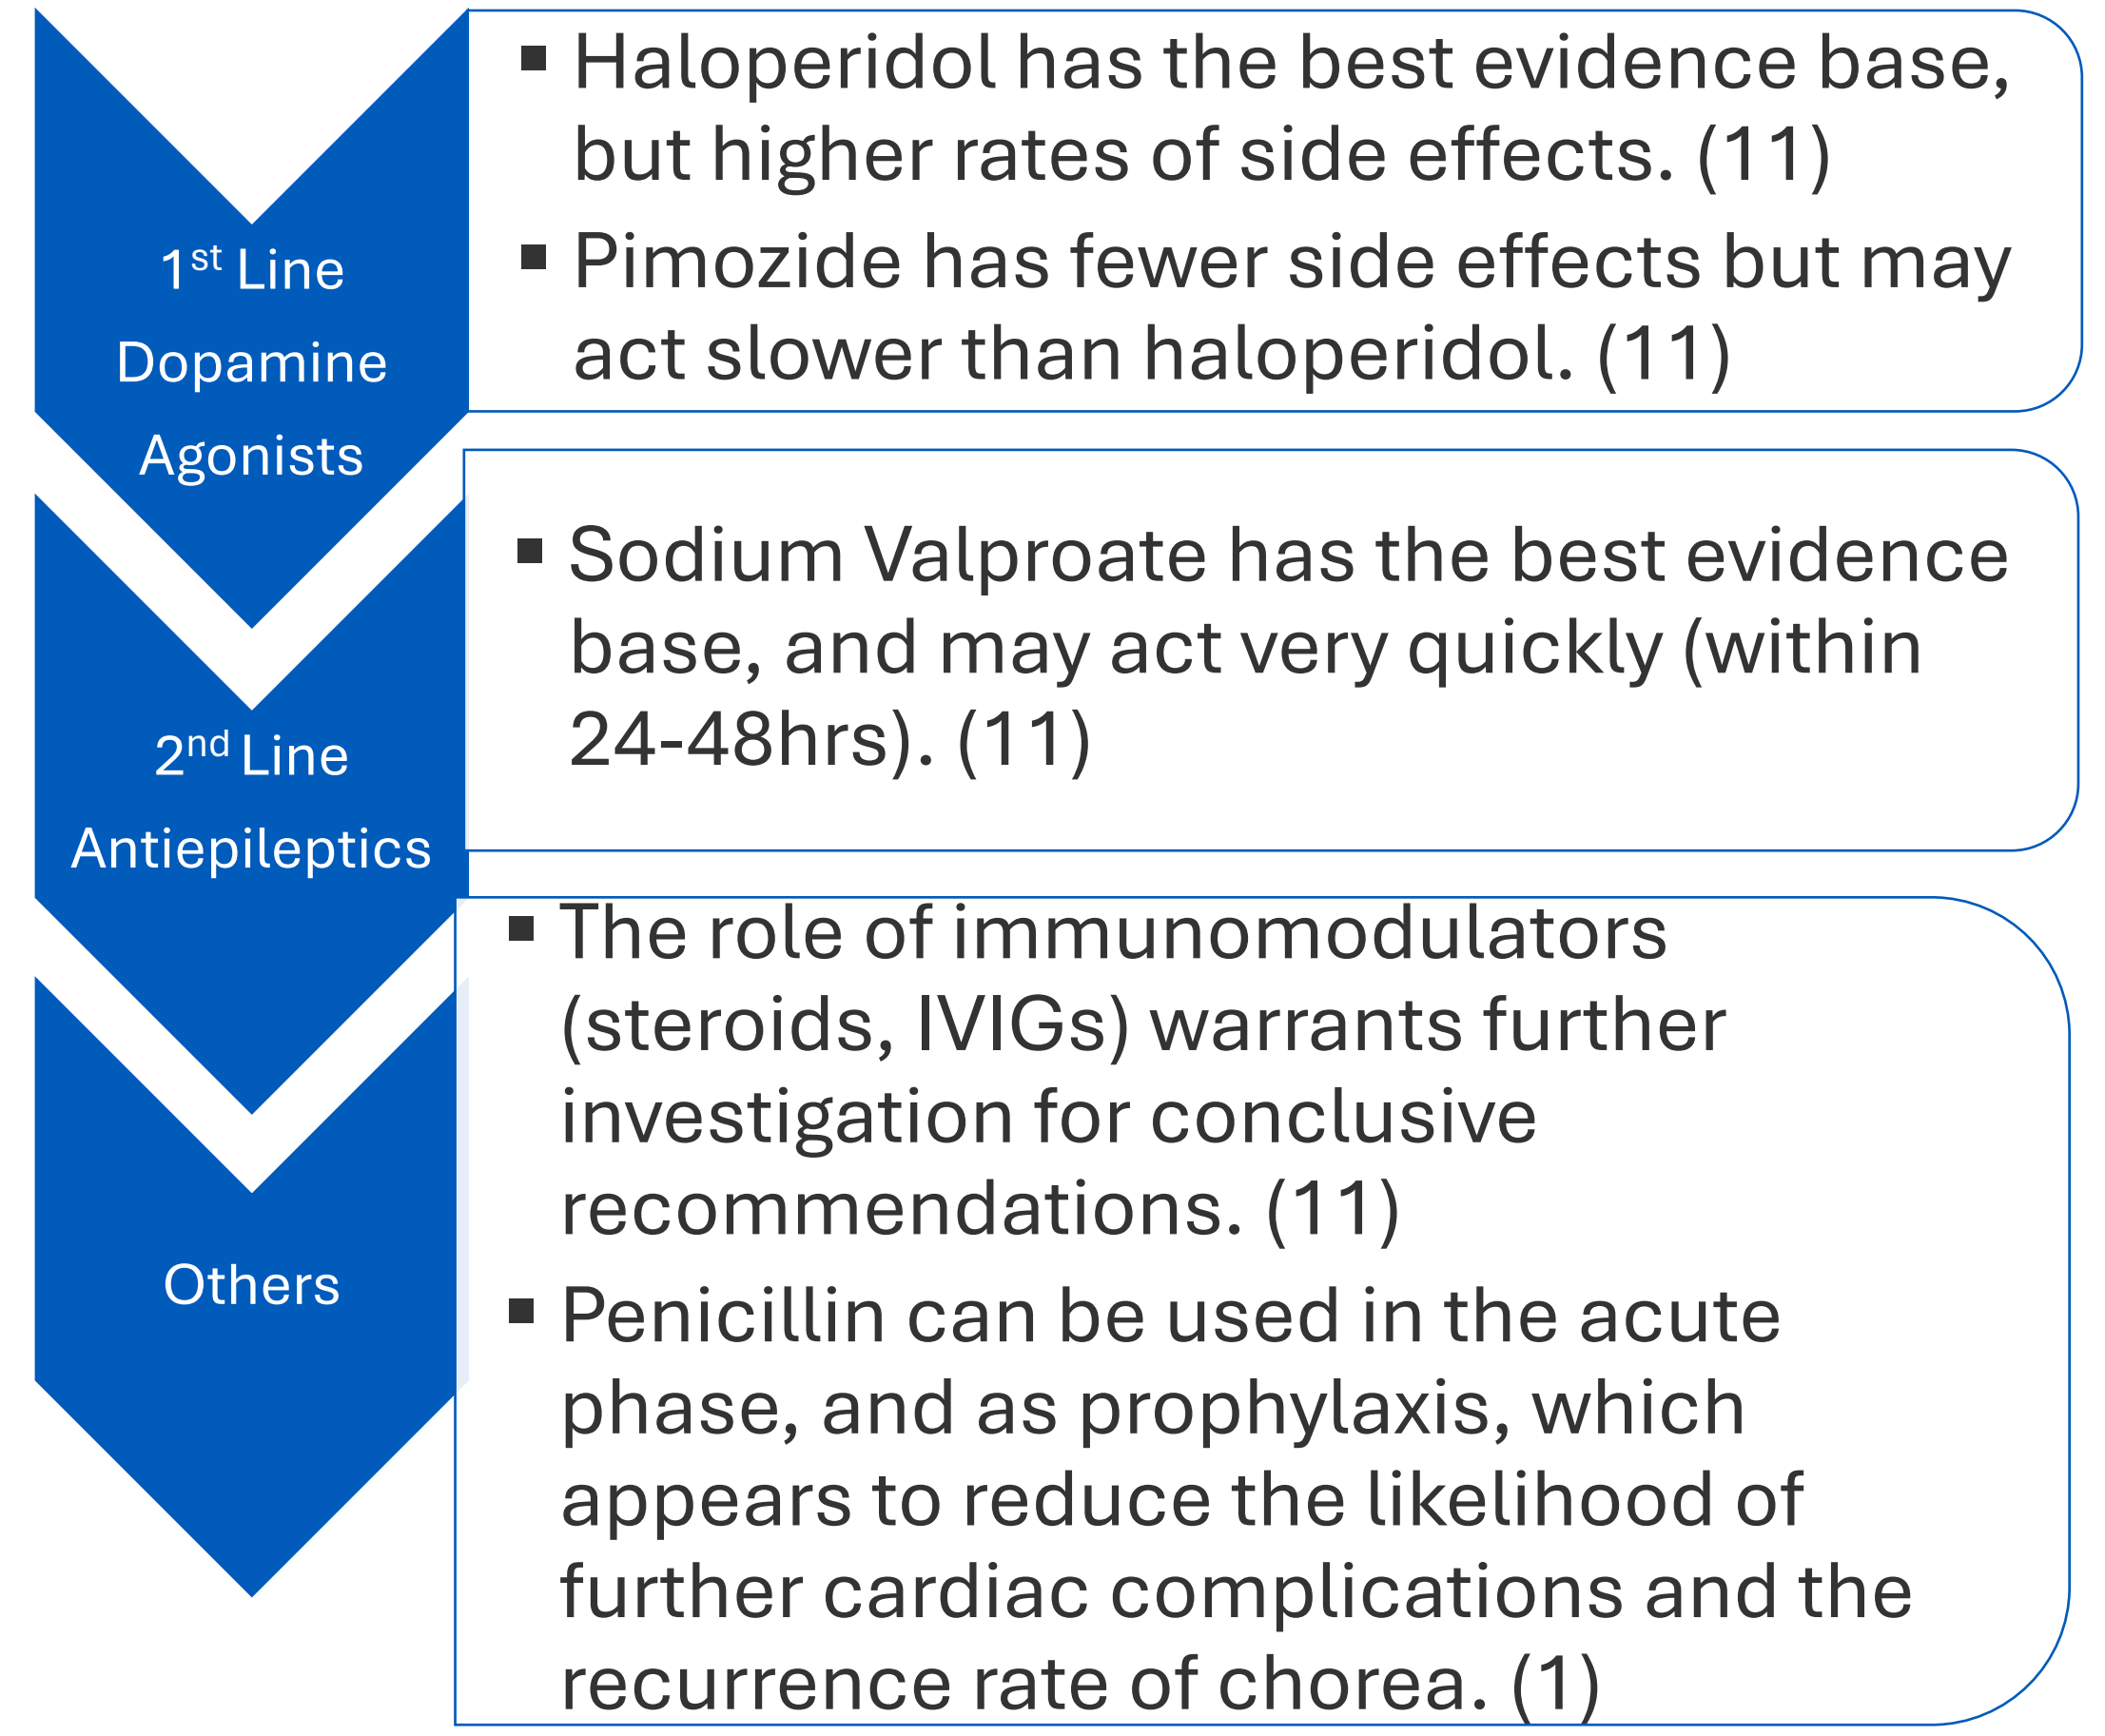 1st Line
Dopamine
Agonists
▪ Haloperidol has the best evidence base,
but higher rates of side effects. (11)
▪ Pimozide has fewer side effects but may
act slower than haloperidol. (11)
2nd Line
Antiepileptics
▪ Sodium Valproate has the best evidence
base, and may act very quickly (within
24-48hrs). (11)
Others
▪ The role of immunomodulators
(steroids, IVIGs) warrants further
investigation for conclusive
recommendations. (11)
▪ Penicillin can be used in the acute
phase, and as prophylaxis, which
appears to reduce the likelihood of
further cardiac complications and the
recurrence rate of chorea. (1)